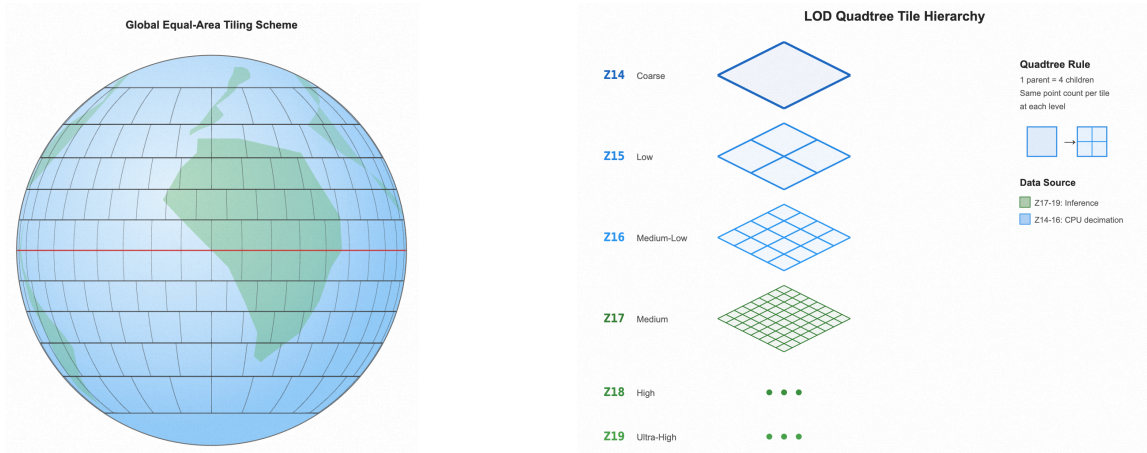 Global Equal-Area Tiling Scheme
LOD Quadtree Tile Hierarchy
Z14 Coarse
Z15 Low
Z16 Medium-Low
Z17 Medium
Z18 High
Z19 Ultra-High
Quadtree Rule
1 parent = 4 children
Same point count per tile
at each level
→
Data Source
Z17-19: Inference
Z14-16: CPU decimation